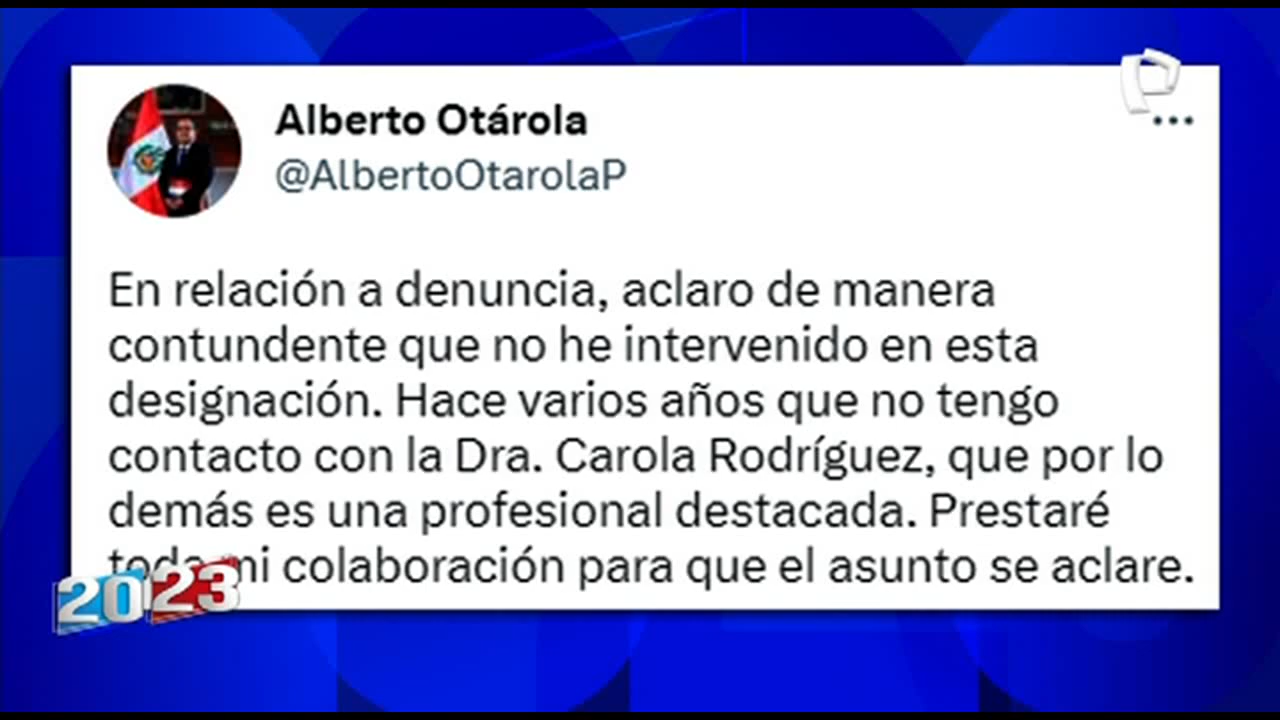 Alberto Otárola
@AlbertoOtarolaP
En relación a denuncia, aclaro de manera
contundente que no he intervenido en esta
designación. Hace varios años que no tengo
contacto con la Dra. Carola Rodríguez, que por lo
demás es una profesional destacada. Prestaré
toda mi colaboración para que el asunto se aclare.
2023